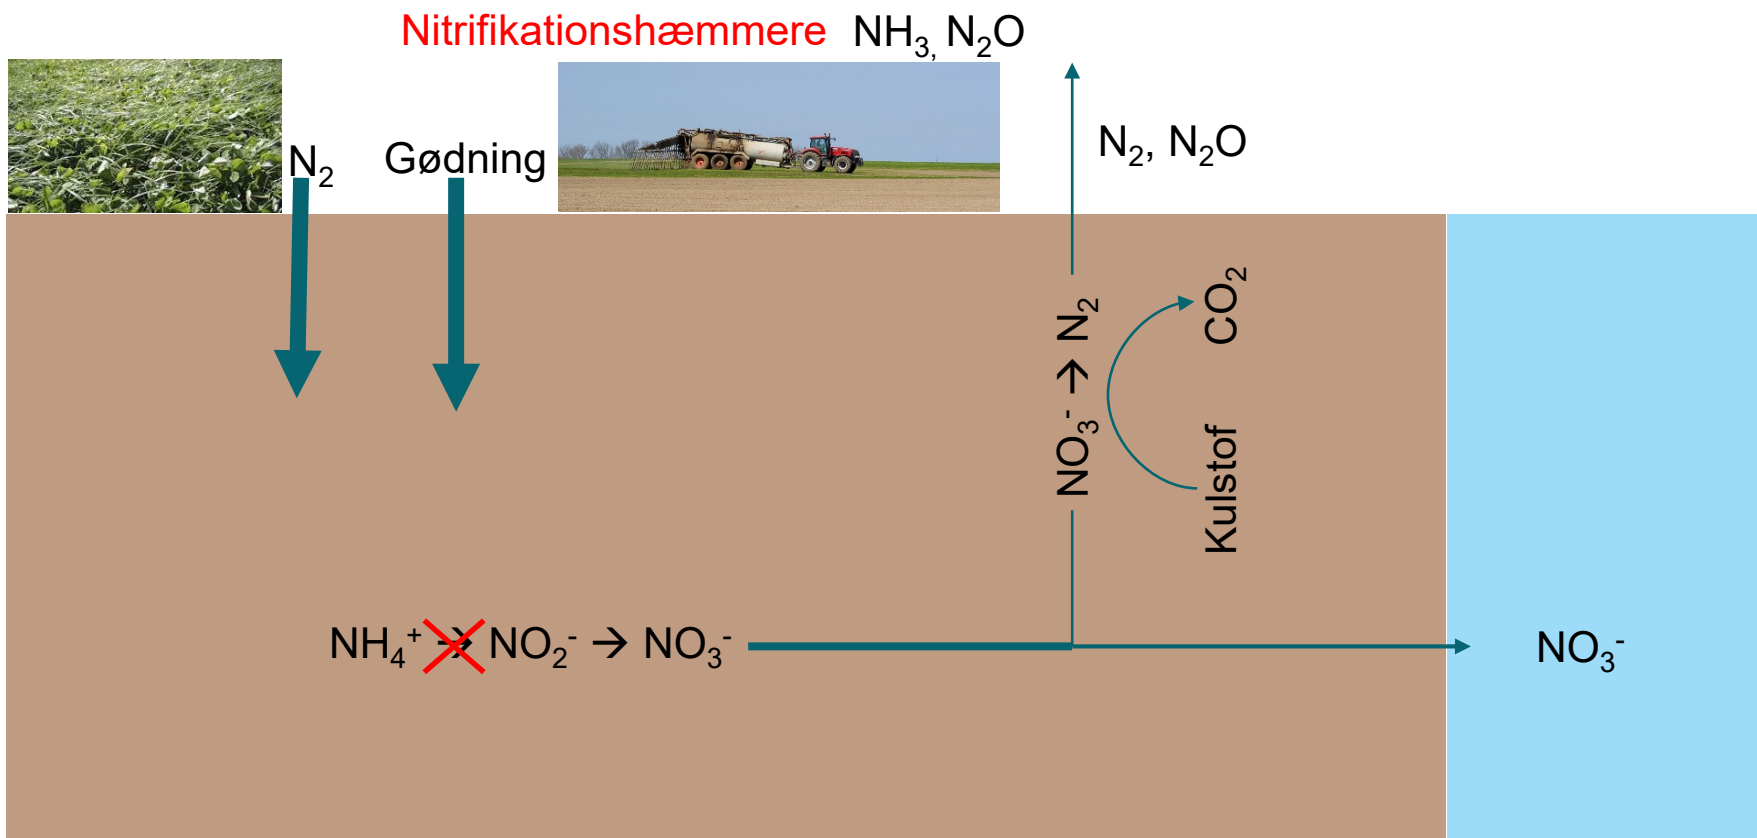 Nitrifikationshæmmere NH₃, N₂O
N₂
Gødning
N₂, N₂O
NO₃⁻ → N₂
CO₂
Kulstof
NH₄⁺ → NO₂⁻ → NO₃⁻
NO₃⁻